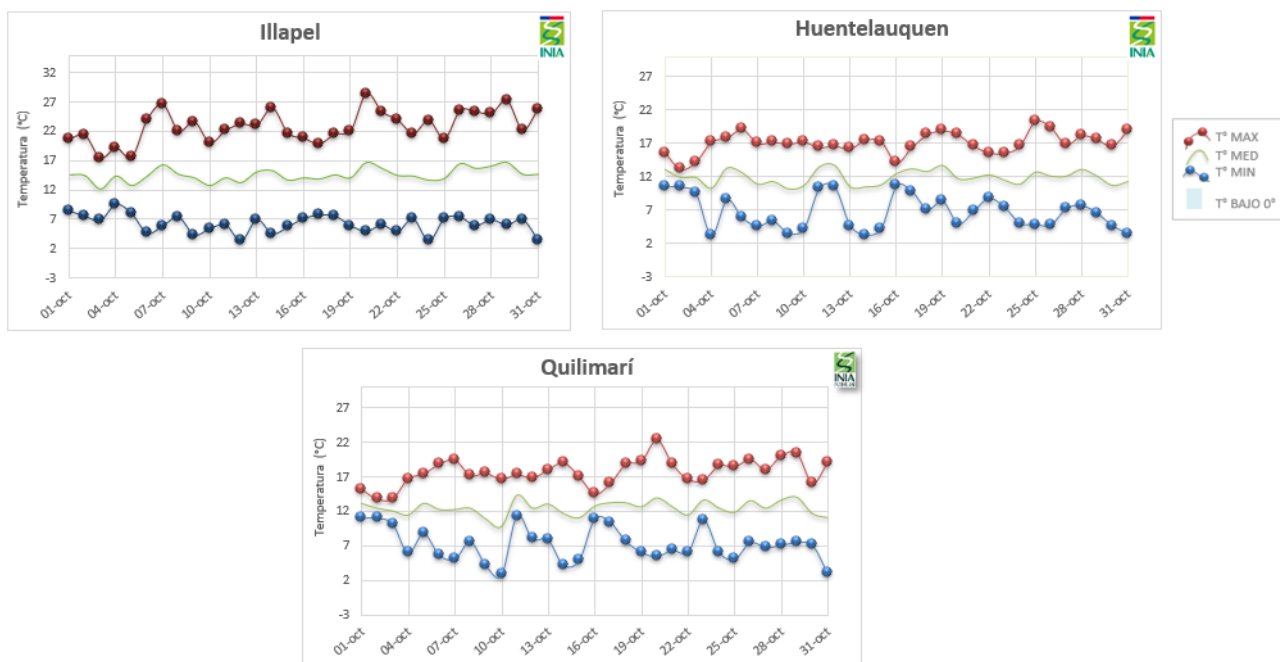 Illapel
INIA
Temperatura (°C)
32
27
22
17
12
7
2
-3
01-oct
04-oct
07-oct
10-oct
13-oct
16-oct
19-oct
22-oct
25-oct
28-oct
31-oct
Huentelauquen
INIA
Temperatura (°C)
27
22
17
12
7
2
-3
01-oct
04-oct
07-oct
10-oct
13-oct
16-oct
19-oct
22-oct
25-oct
28-oct
31-oct
T° MAX
T° MED
T° MIN
T° BAJO 0°
Quilimarí
INIA
Temperatura (°C)
27
22
17
12
7
2
-3
01-oct
04-oct
07-oct
10-oct
13-oct
16-oct
19-oct
22-oct
25-oct
28-oct
31-oct